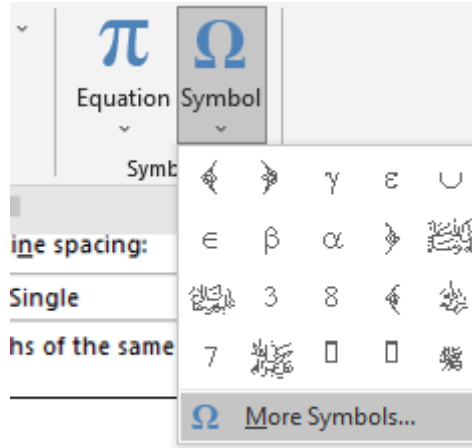 π Ω
Equation Symbol
Symb
﴾ ﴿ γ ε ∪
ine spacing:
∈ β α ﴿
Single
3 8 ﴾
hs of the same
7
Ω More Symbols...